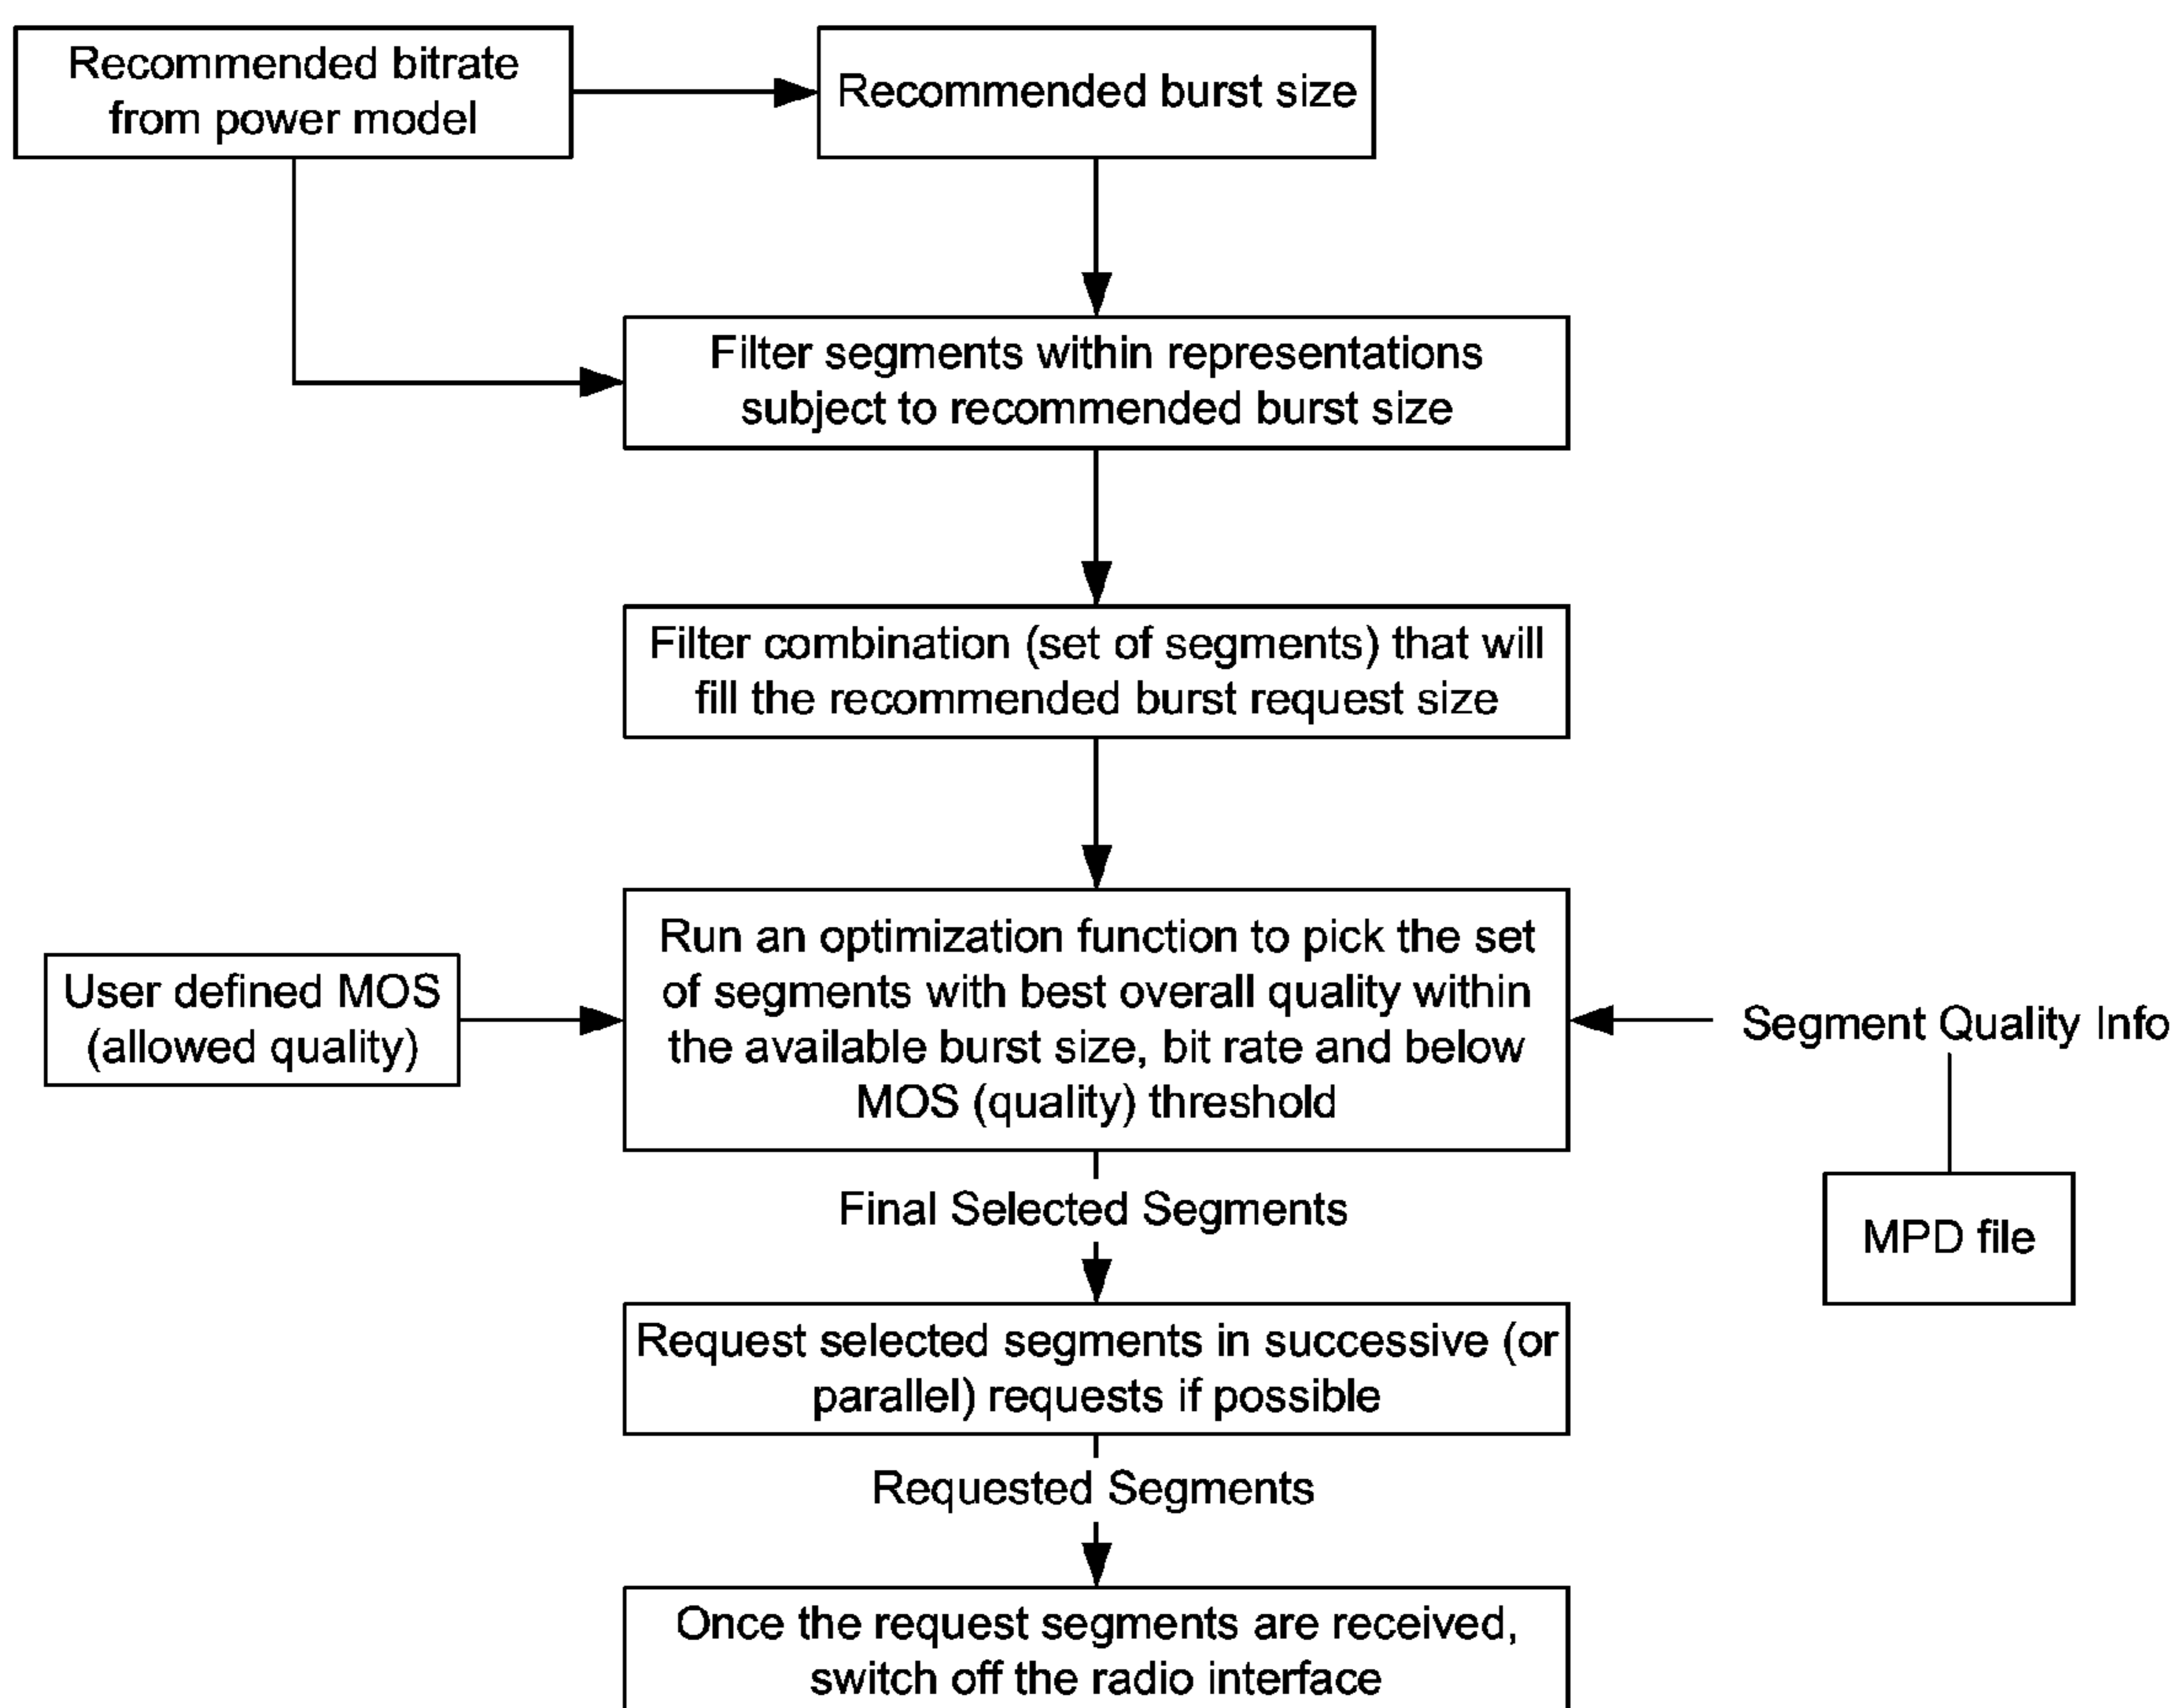 Recommended bitrate
from power model
Recommended burst size
Filter segments within representations
subject to recommended burst size
Filter combination (set of segments) that will
fill the recommended burst request size
User defined MOS
(allowed quality)
Run an optimization function to pick the set
of segments with best overall quality within
the available burst size, bit rate and below
MOS (quality) threshold
Segment Quality Info
MPD file
Final Selected Segments
Request selected segments in successive (or
parallel) requests if possible
Requested Segments
Once the request segments are received,
switch off the radio interface